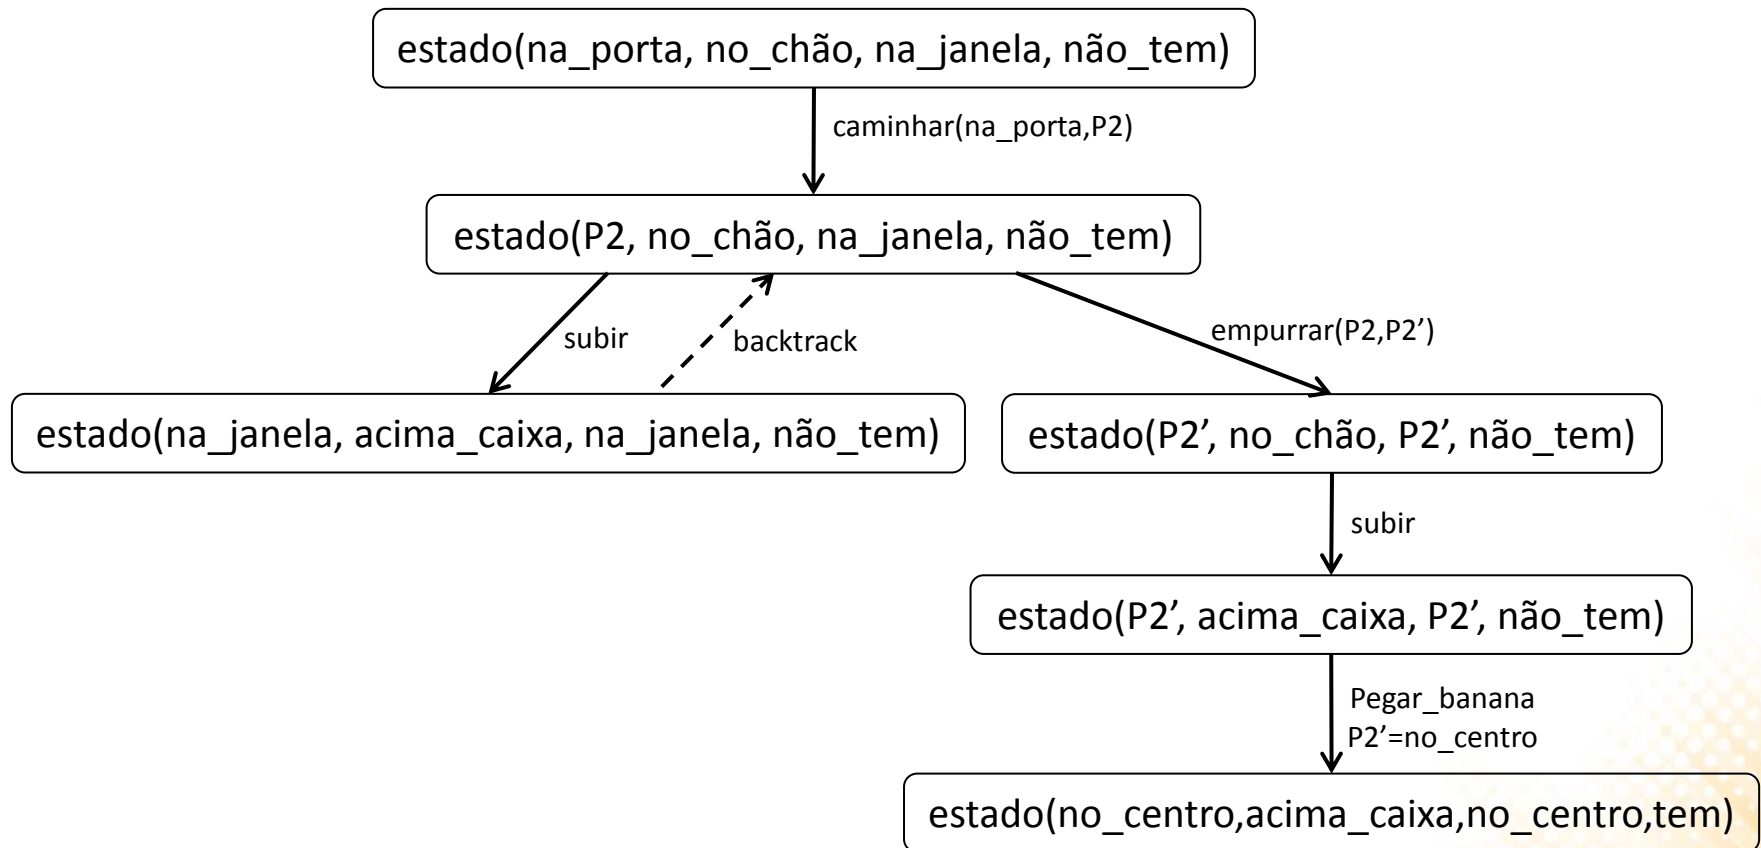 estado(na_porta, no_chão, na_janela, não_tem)
caminhar(na_porta,P2)
estado(P2, no_chão, na_janela, não_tem)
subir
backtrack
empurrar(P2,P2’)
estado(na_janela, acima_caixa, na_janela, não_tem)
estado(P2', no_chão, P2', não_tem)
subir
estado(P2’, acima_caixa, P2’, não_tem)
Pegar_banana
P2’=no_centro
estado(no_centro,acima_caixa,no_centro,tem)